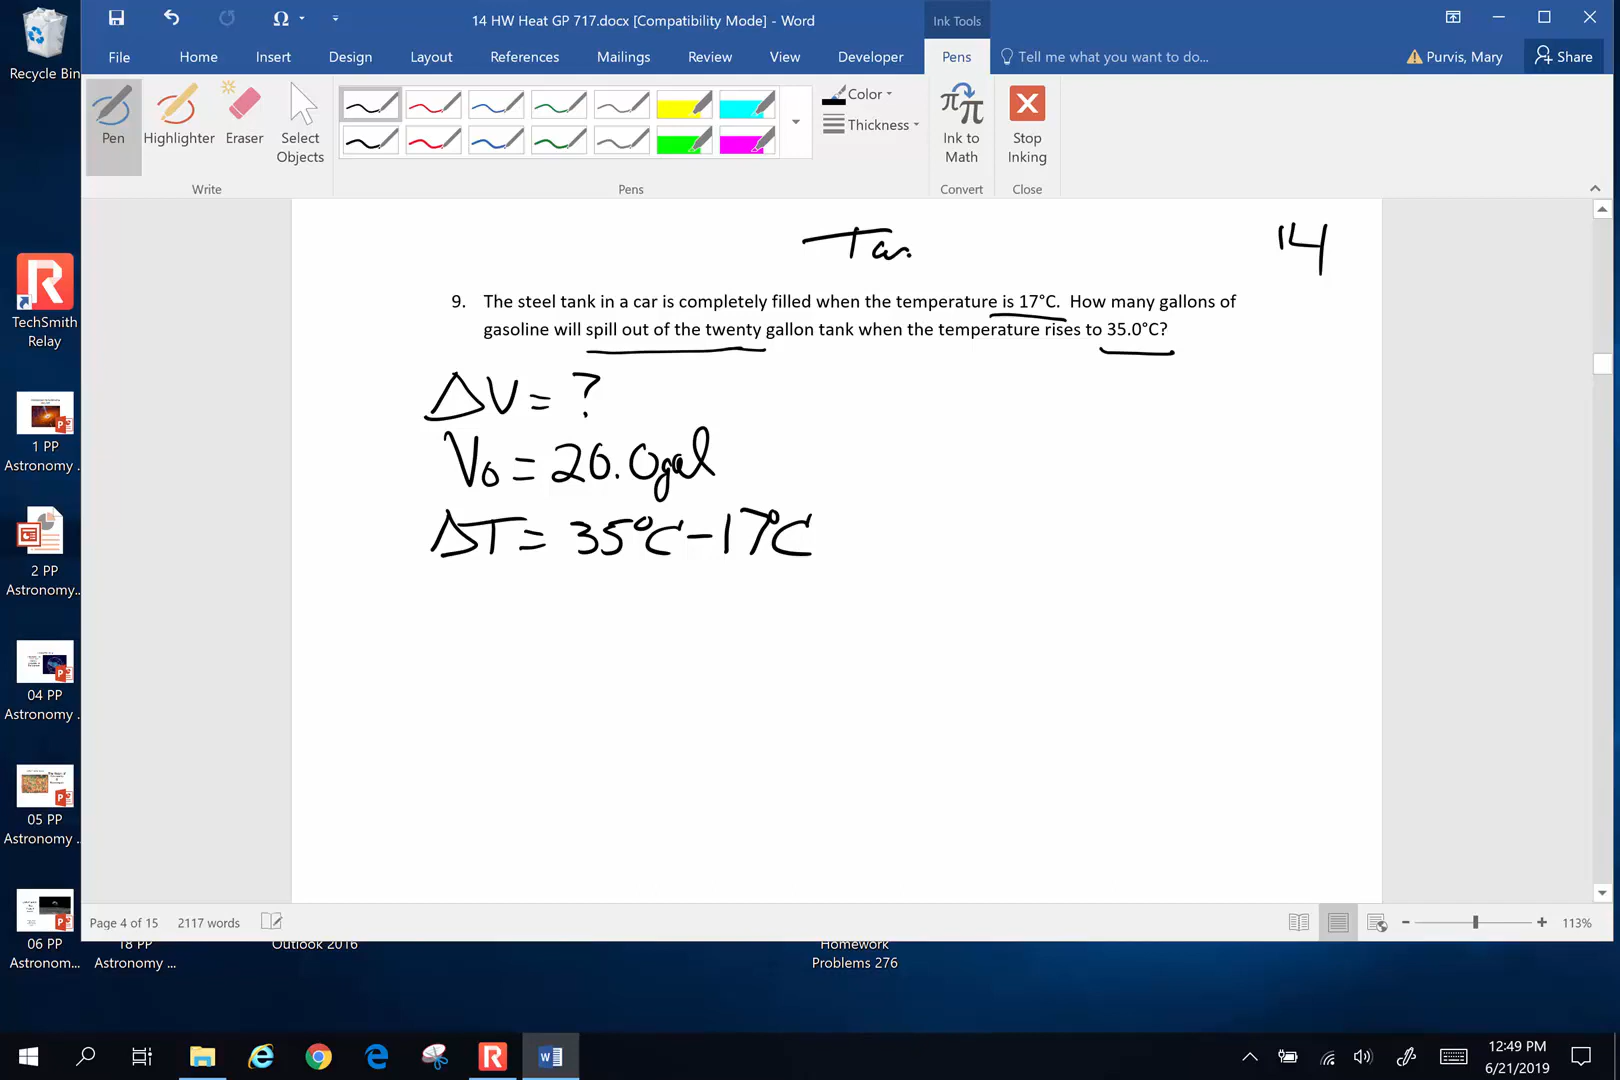 Recycle Bin
14 HW Heat GP 717.docx [Compatibility Mode] - Word
Ink Tools
File
Home
Insert
Design
Layout
References
Mailings
Review
View
Developer
Pens
Tell me what you want to do...
Purvis, Mary
Share
Pen
Highlighter
Eraser
Select
Objects
Color
Thickness
Ink to
Math
Stop
Inking
Write
Pens
Convert
Close
14
9. The steel tank in a car is completely filled when the temperature is 17°C. How many gallons of
gasoline will spill out of the twenty gallon tank when the temperature rises to 35.0°C?
ΔV = ?
V₀ = 20.0gal
ΔT = 35°C - 17°C
TechSmith
Relay
1 PP
Astronomy ...
2 PP
Astronomy...
04 PP
Astronomy ...
05 PP
Astronomy ...
06 PP
Astronom...
18 PP
Astronomy ...
Outlook 2016
Homework
Problems 276
Page 4 of 15
2117 words
113%
12:49 PM
6/21/2019